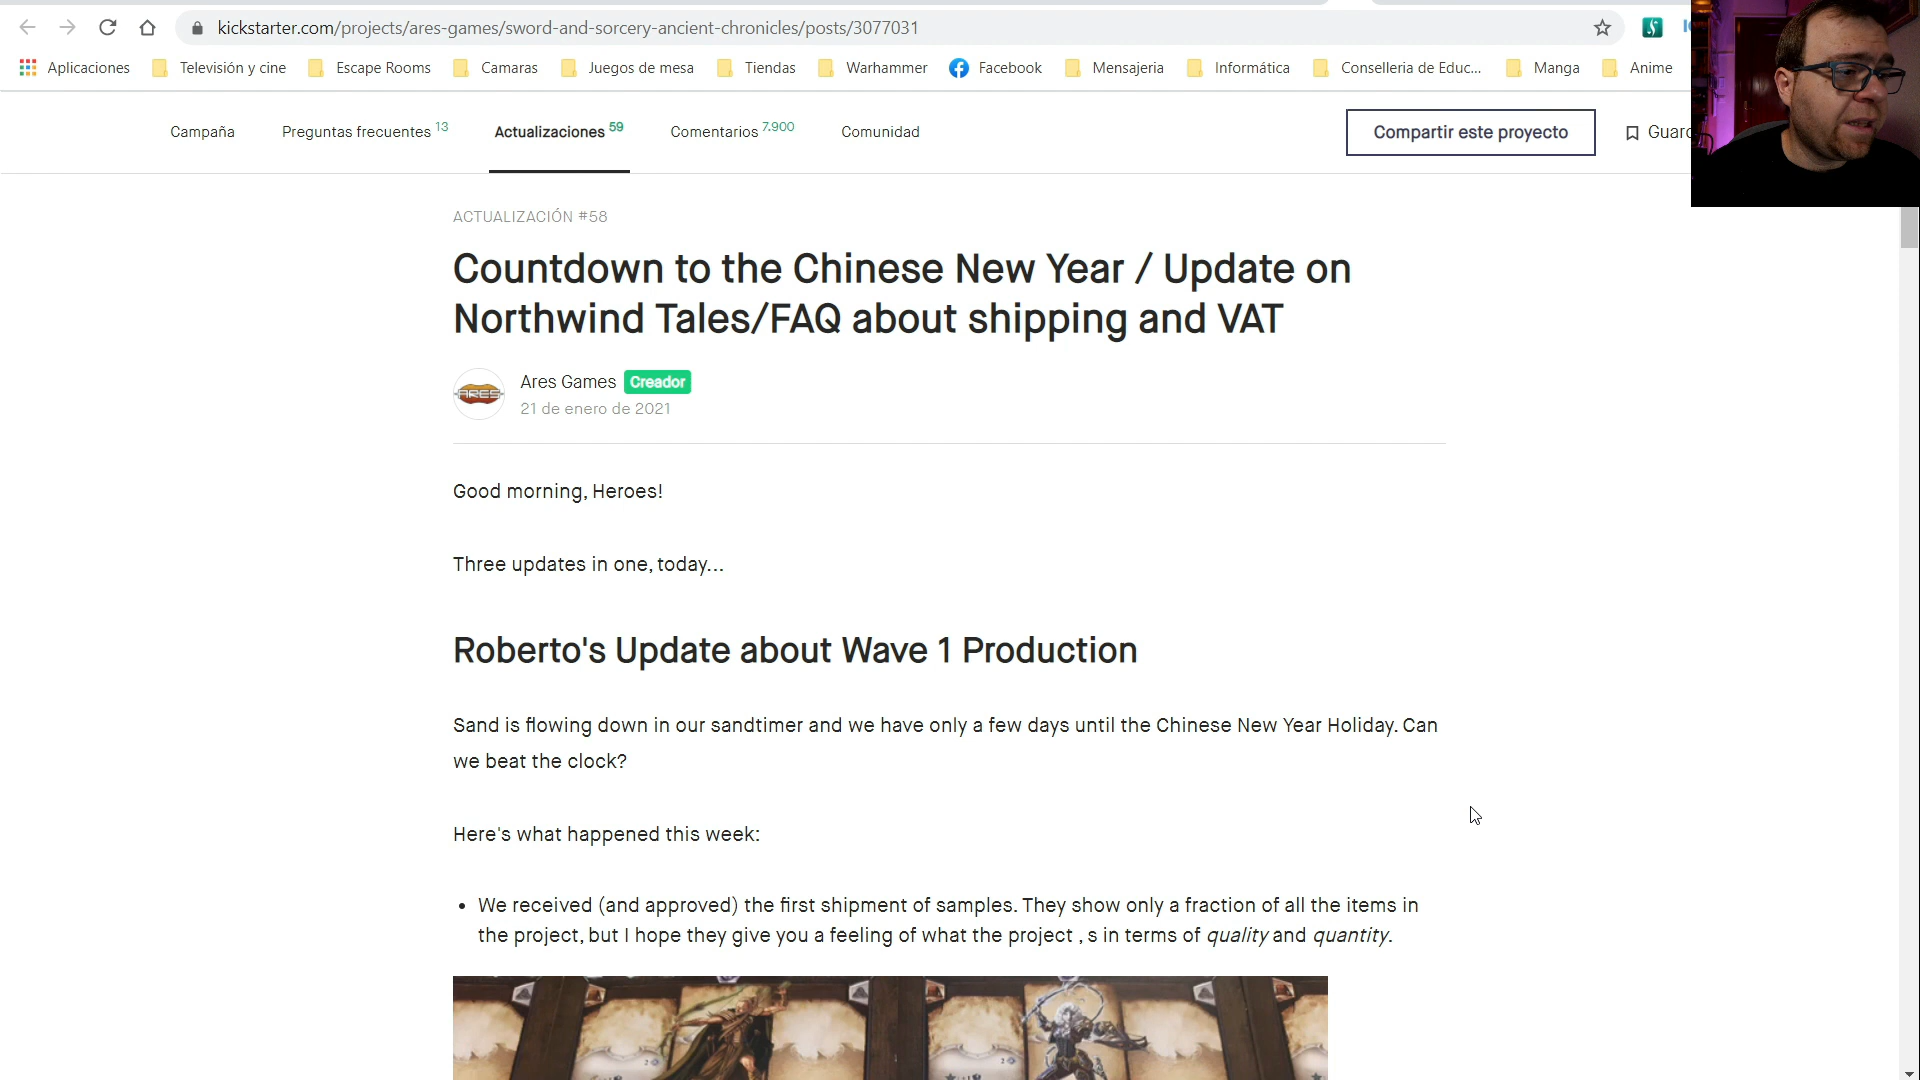 kickstarter.com/projects/ares-games/sword-and-sorcery-ancient-chronicles/posts/3077031
Aplicaciones Televisión y cine Escape Rooms Camaras Juegos de mesa Tiendas Warhammer Facebook Mensajeria Informática Conselleria de Educ... Manga Anime
Campaña Preguntas frecuentes 13 Actualizaciones 59 Comentarios 7.900 Comunidad Compartir este proyecto
ACTUALIZACIÓN #58
Countdown to the Chinese New Year / Update on
Northwind Tales/FAQ about shipping and VAT
ARES
Ares Games Creador
21 de enero de 2021
Good morning, Heroes!
Three updates in one, today...
Roberto's Update about Wave 1 Production
Sand is flowing down in our sandtimer and we have only a few days until the Chinese New Year Holiday. Can
we beat the clock?
Here's what happened this week:
• We received (and approved) the first shipment of samples. They show only a fraction of all the items in
the project, but I hope they give you a feeling of what the project , s in terms of quality and quantity.